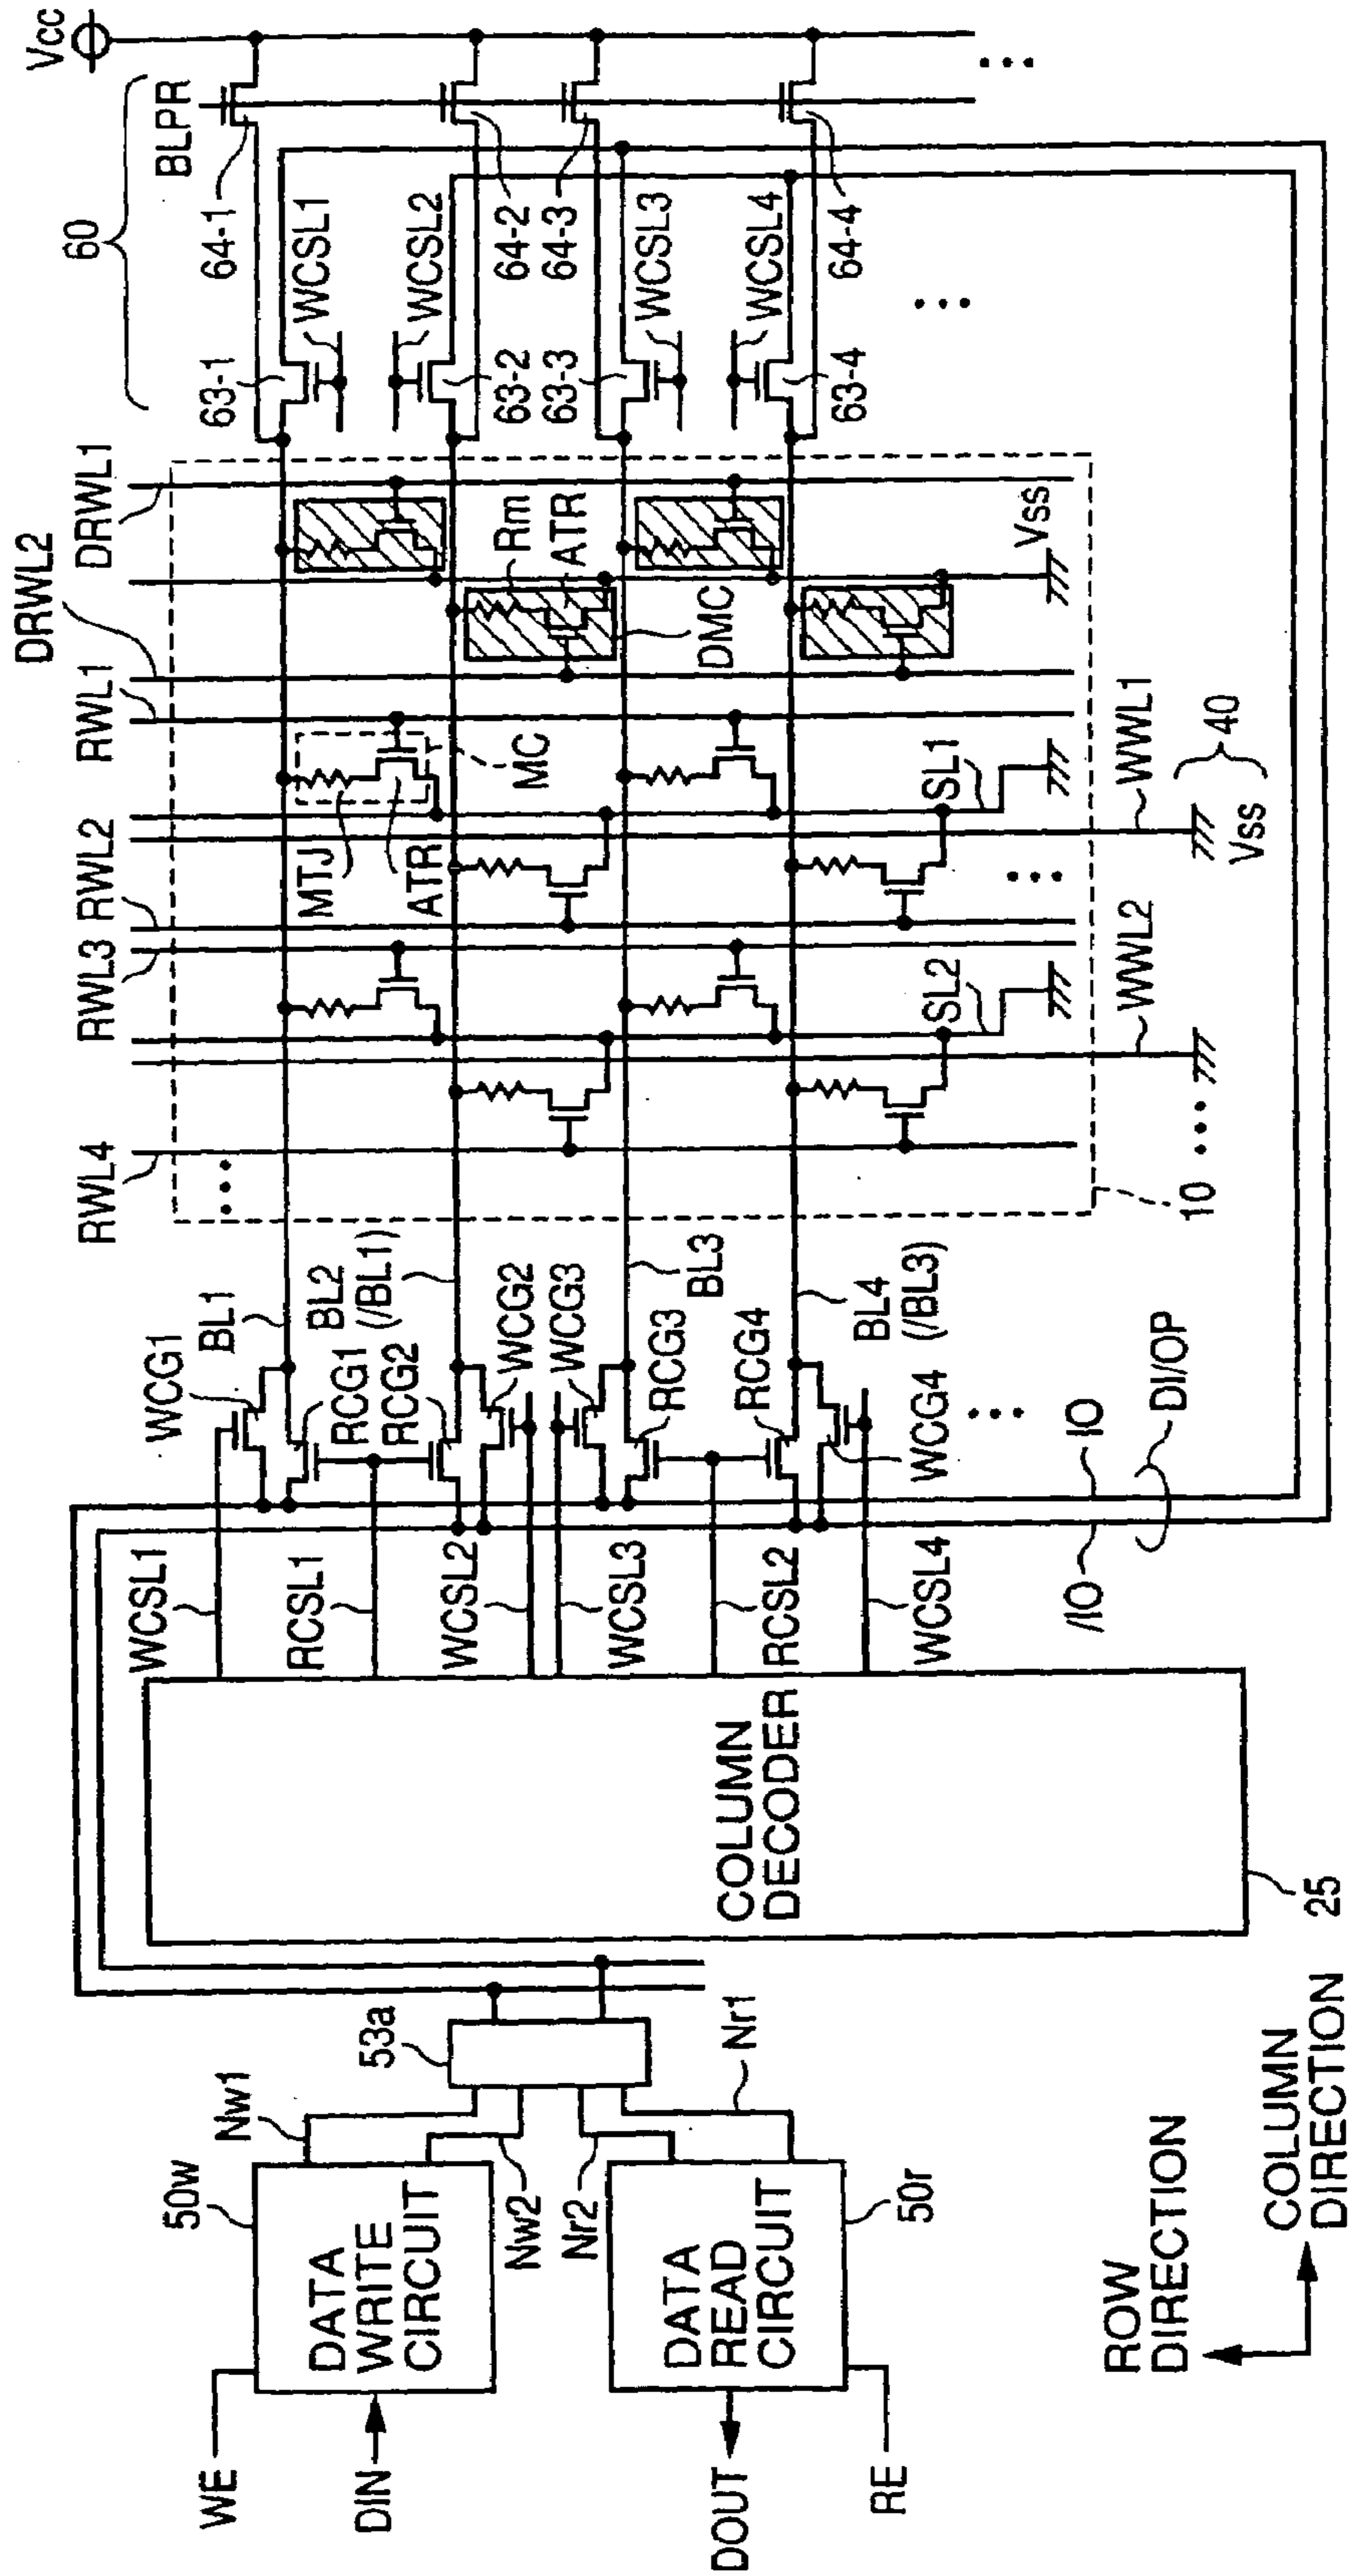 Vcc
60
BLPR
64-1
WCSL1
WCSL2
64-2
64-3
WCSL3
WCSL4
64-4
63-1
63-2
63-3
63-4
DRWL1
DRWL2
RWL1
RWL2
RWL3
RWL4
Rm
ATR
DMC
Vss
MC
MTJ
ATR
SL1
WWL1
40
Vss
SL2
WWL2
10
BL1
BL2
(/BL1)
BL3
BL4
(/BL3)
WCG1
RCG1
RCG2
WCG2
WCG3
RCG3
RCG4
WCG4
IO
/IO
DI/OP
WCSL1
RCSL1
WCSL2
WCSL3
RCSL2
WCSL4
COLUMN
DECODER
25
53a
Nw1
Nw2
Nr2
Nr1
50w
DATA
WRITE
CIRCUIT
50r
DATA
READ
CIRCUIT
WE
DIN
DOUT
RE
ROW
DIRECTION
COLUMN
DIRECTION